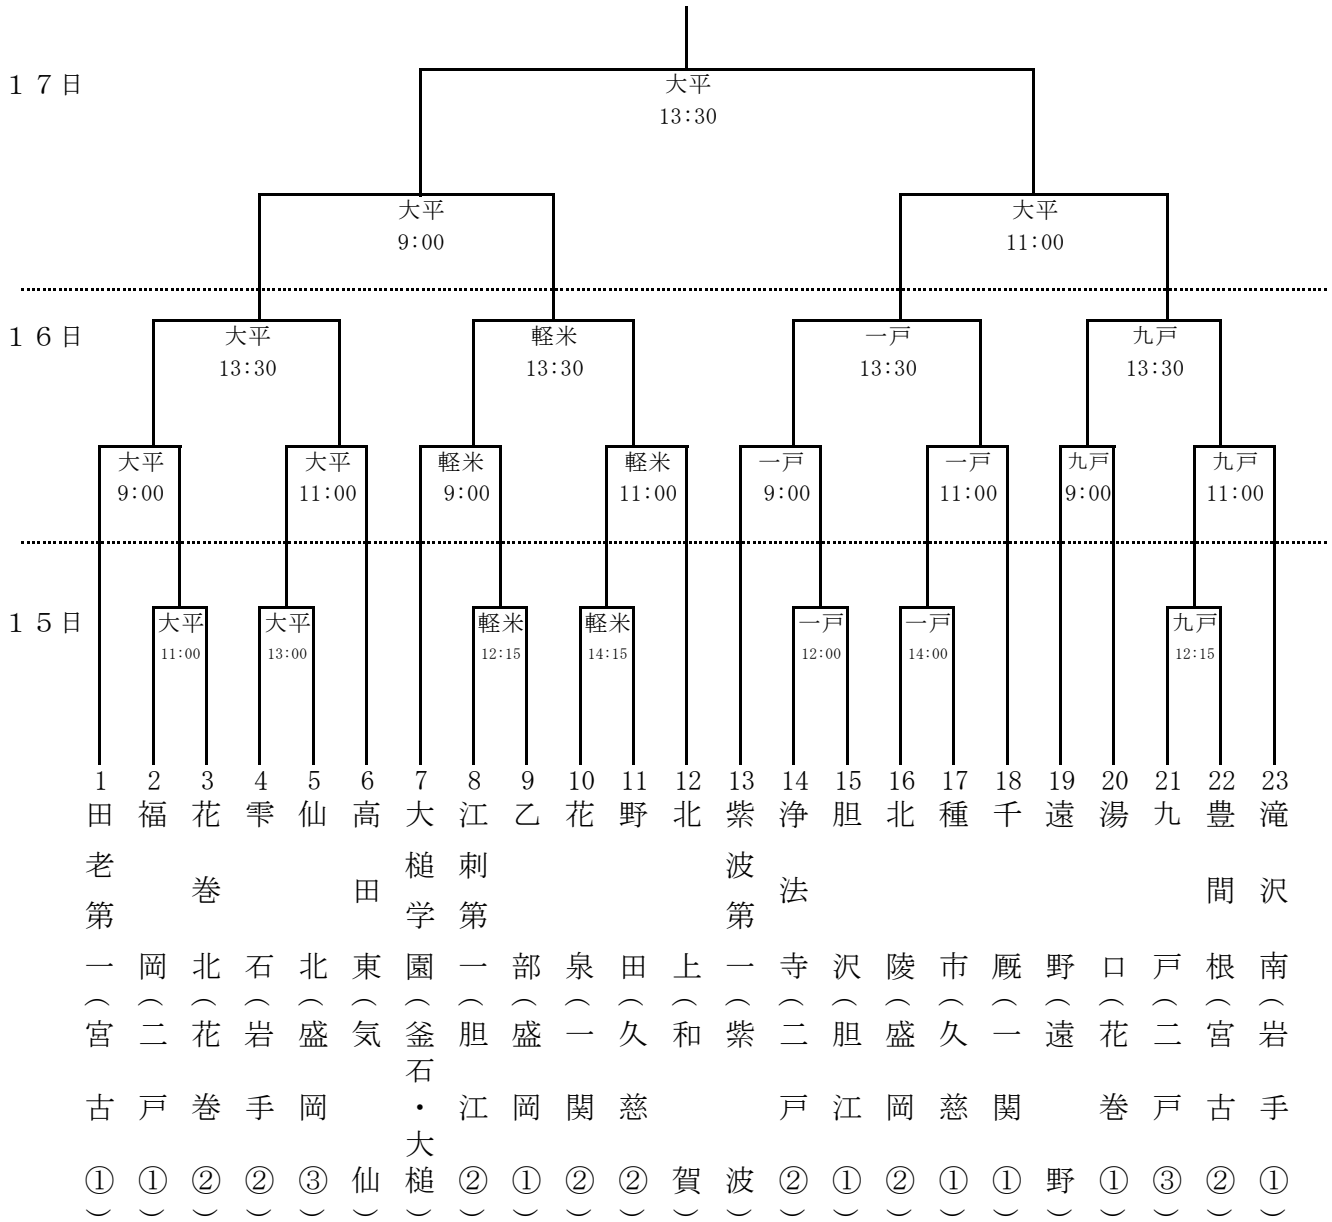 １７日
大平
13:30
大平
9:00
大平
11:00
１６日
大平
13:30
軽米
13:30
一戸
13:30
九戸
13:30
大平
9:00
大平
11:00
軽米
9:00
軽米
11:00
一戸
9:00
一戸
11:00
九戸
9:00
九戸
11:00
１５日
大平
11:00
大平
13:00
軽米
12:15
軽米
14:15
一戸
12:00
一戸
14:00
九戸
12:15
1
田老第一（宮古①）
2
福岡（二戸①）
3
花巻北（花巻②）
4
雫石（岩手②）
5
仙北（盛岡③）
6
高田東（気仙）
7
大槌学園（釜石・大槌）
8
江刺第一（胆江②）
9
乙部（盛岡①）
10
花泉（一関②）
11
野田（久慈②）
12
北上（和賀）
13
紫波第一（紫波）
14
浄法寺（二戸②）
15
胆沢（胆江①）
16
北陵（盛岡②）
17
種市（久慈①）
18
千厩（一関①）
19
遠野（遠野）
20
湯口（花巻①）
21
九戸（二戸③）
22
豊間根（宮古②）
23
滝沢南（岩手①）